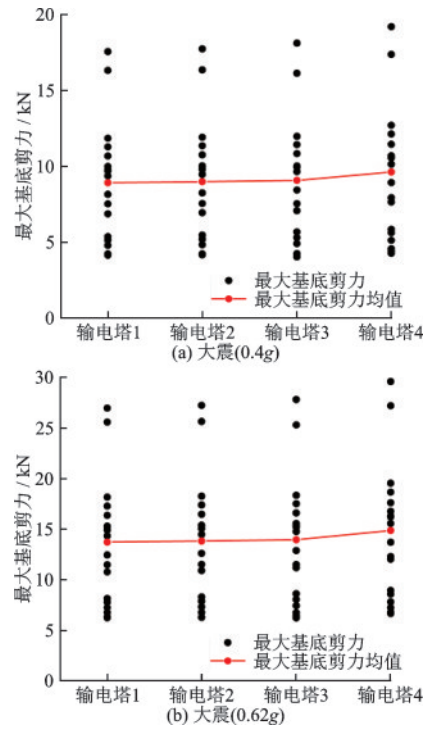 20
15
10
5
0
最大基底剪力 / kN
最大基底剪力
最大基底剪力均值
输电塔1 输电塔2 输电塔3 输电塔4
(a) 大震(0.4g)
30
25
20
15
10
5
0
最大基底剪力 / kN
最大基底剪力
最大基底剪力均值
输电塔1 输电塔2 输电塔3 输电塔4
(b) 大震(0.62g)